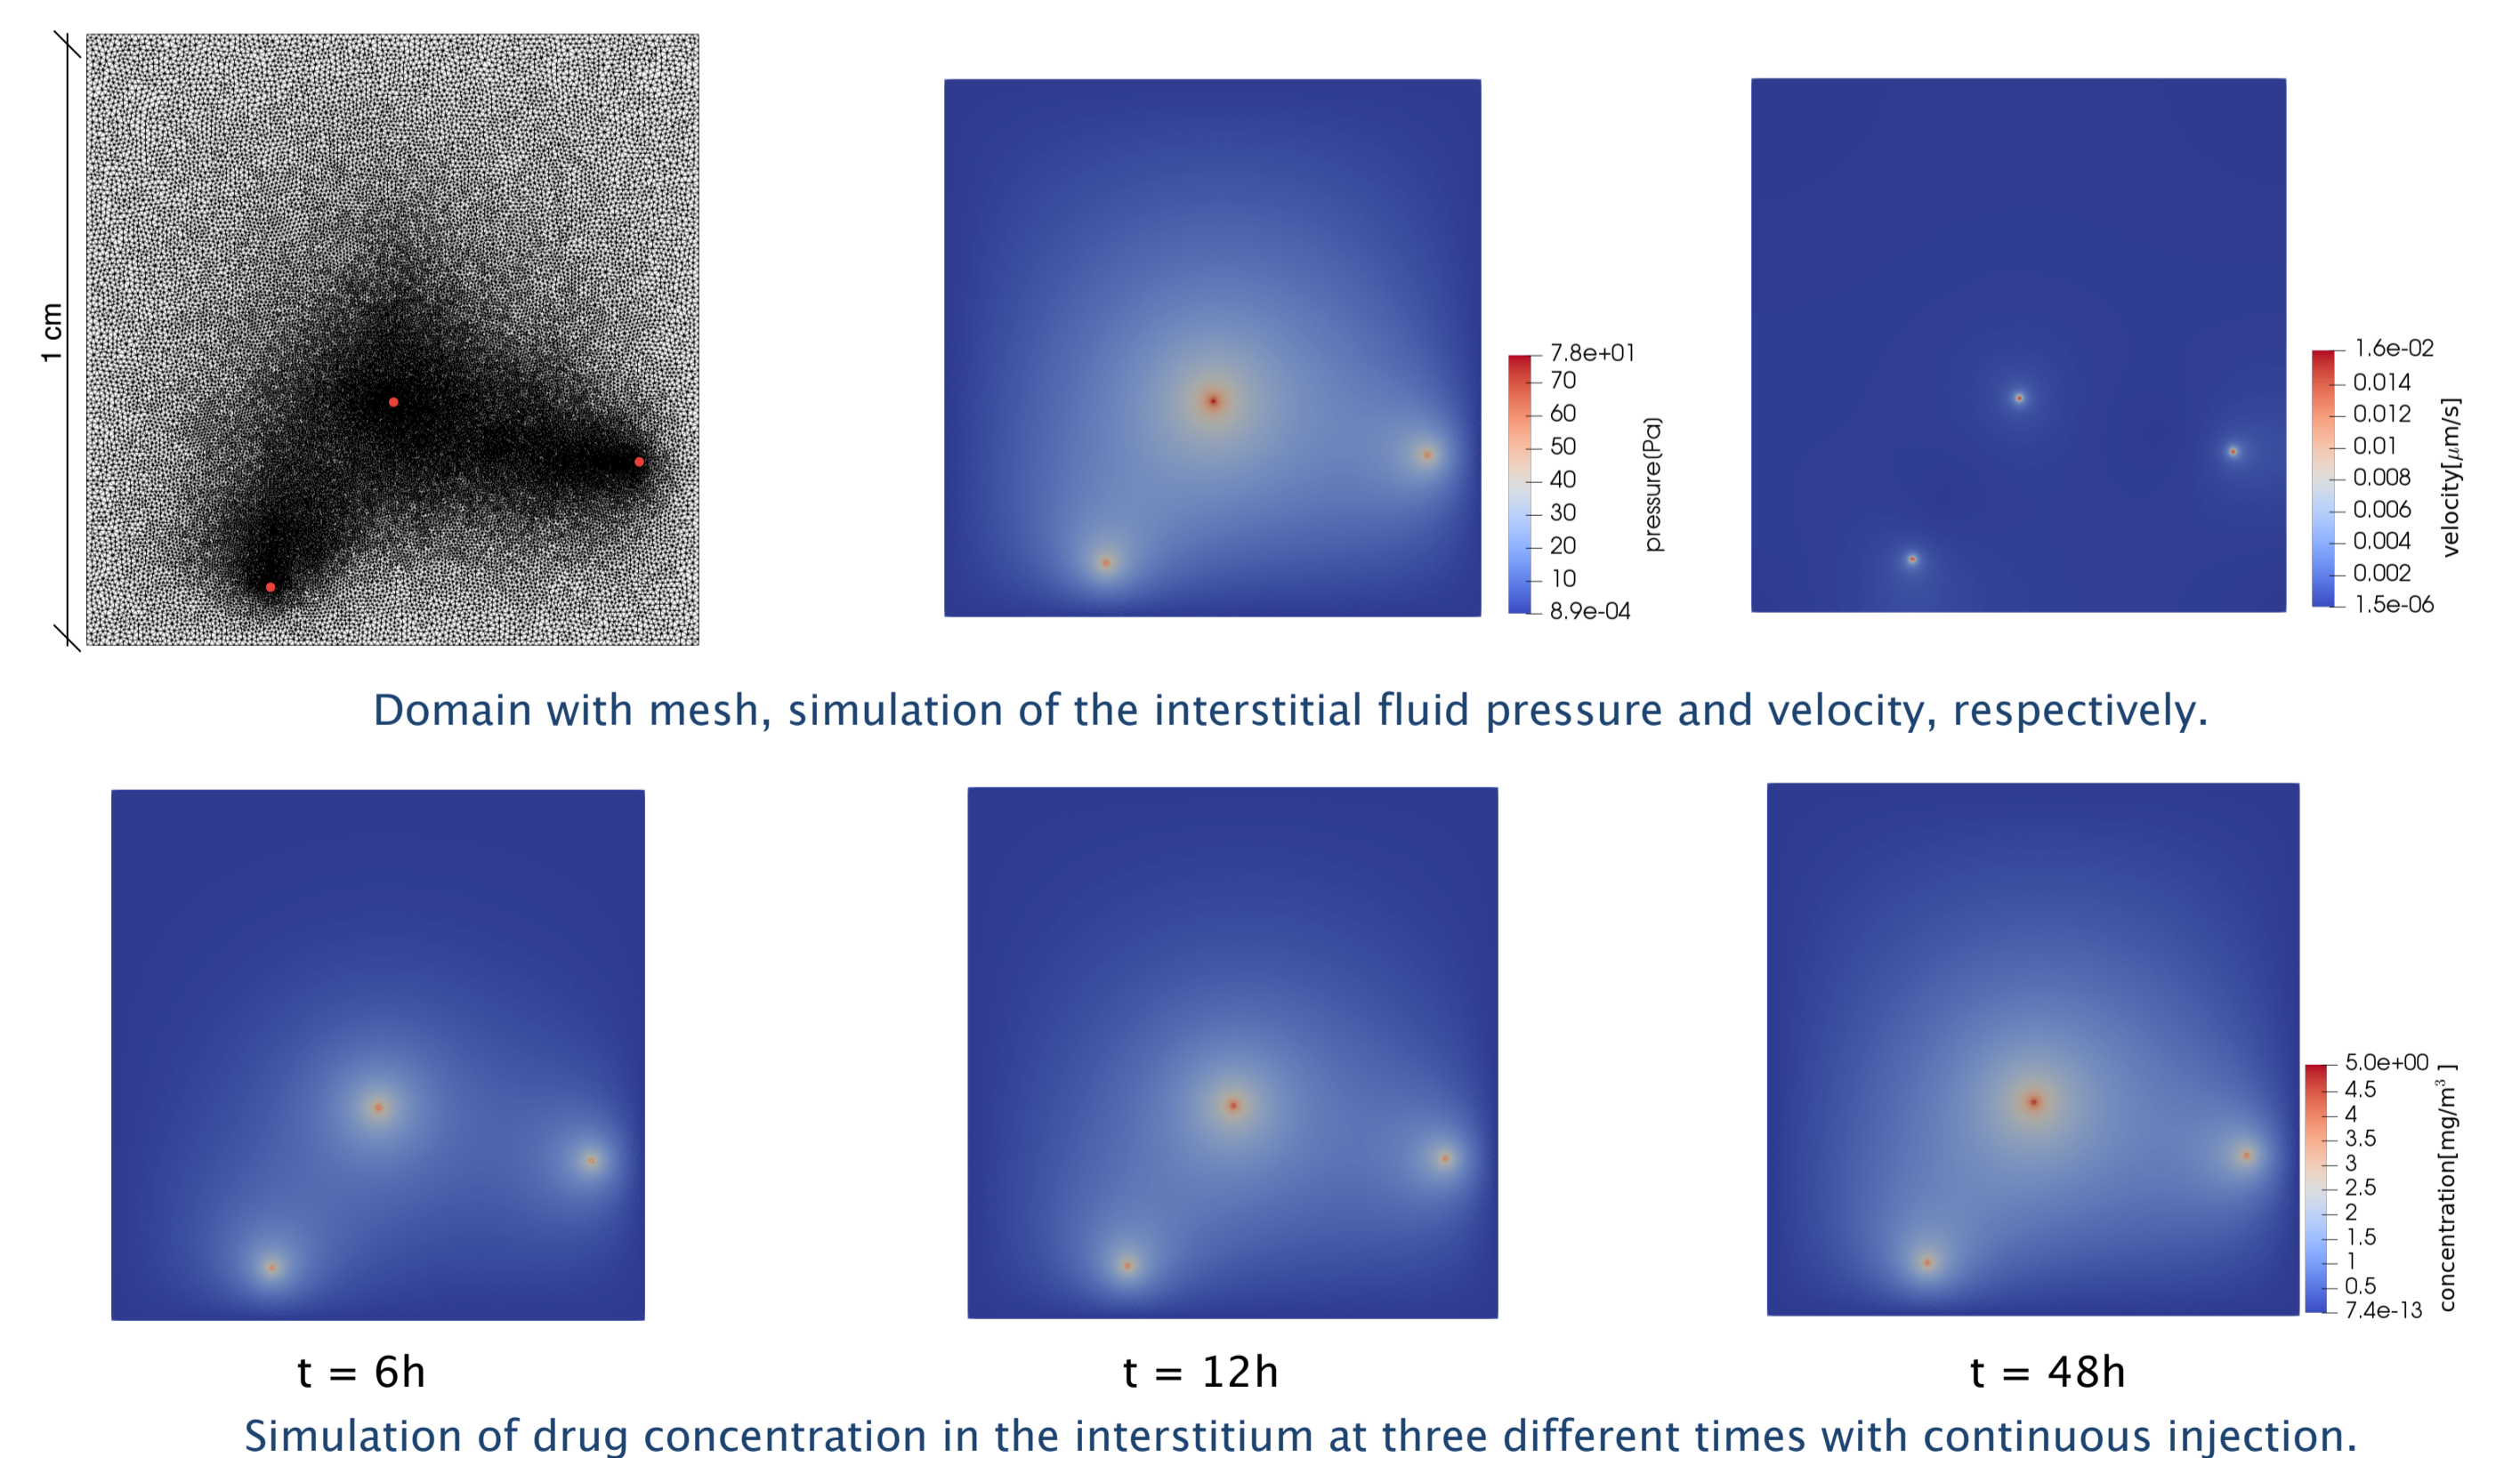 1 cm
7.8e+01
70
60
50
40
30
20
10
8.9e-04
pressure(Pa)
1.6e-02
0.014
0.012
0.01
0.008
0.006
0.004
0.002
1.5e-06
velocity[μm/s]
Domain with mesh, simulation of the interstitial fluid pressure and velocity, respectively.
5.0e+00
4.5
4
3.5
3
2.5
2
1.5
1
0.5
7.4e-13
concentration[mg/m³]
t = 6h
t = 12h
t = 48h
Simulation of drug concentration in the interstitium at three different times with continuous injection.